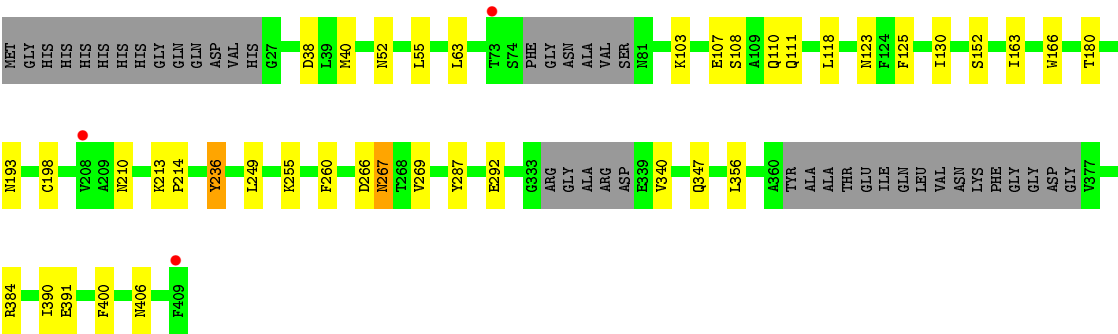 MET GLY HIS HIS HIS HIS HIS HIS HIS GLY GLN GLN ASP VAL HIS G27 D38 L39 M40 N52 L55 L63 T73 S74 PHE GLY ASN ALA VAL SER N81 K103 E107 S108 A109 Q110 Q111 L118 N123 F124 F125 I130 S152 I163 W166 T180
N193 C198 V208 A209 N210 K213 P214 Y236 L249 K255 F260 D266 N267 T268 V269 Y287 E292 G333 ARG GLY ALA ARG ASP E339 V340 Q347 L356 A360 TYR ALA ALA THR GLU ILE GLN LEU VAL ASN LYS PHE GLY GLY ASP GLY V377
R384 I390 E391 F400 N406 F409